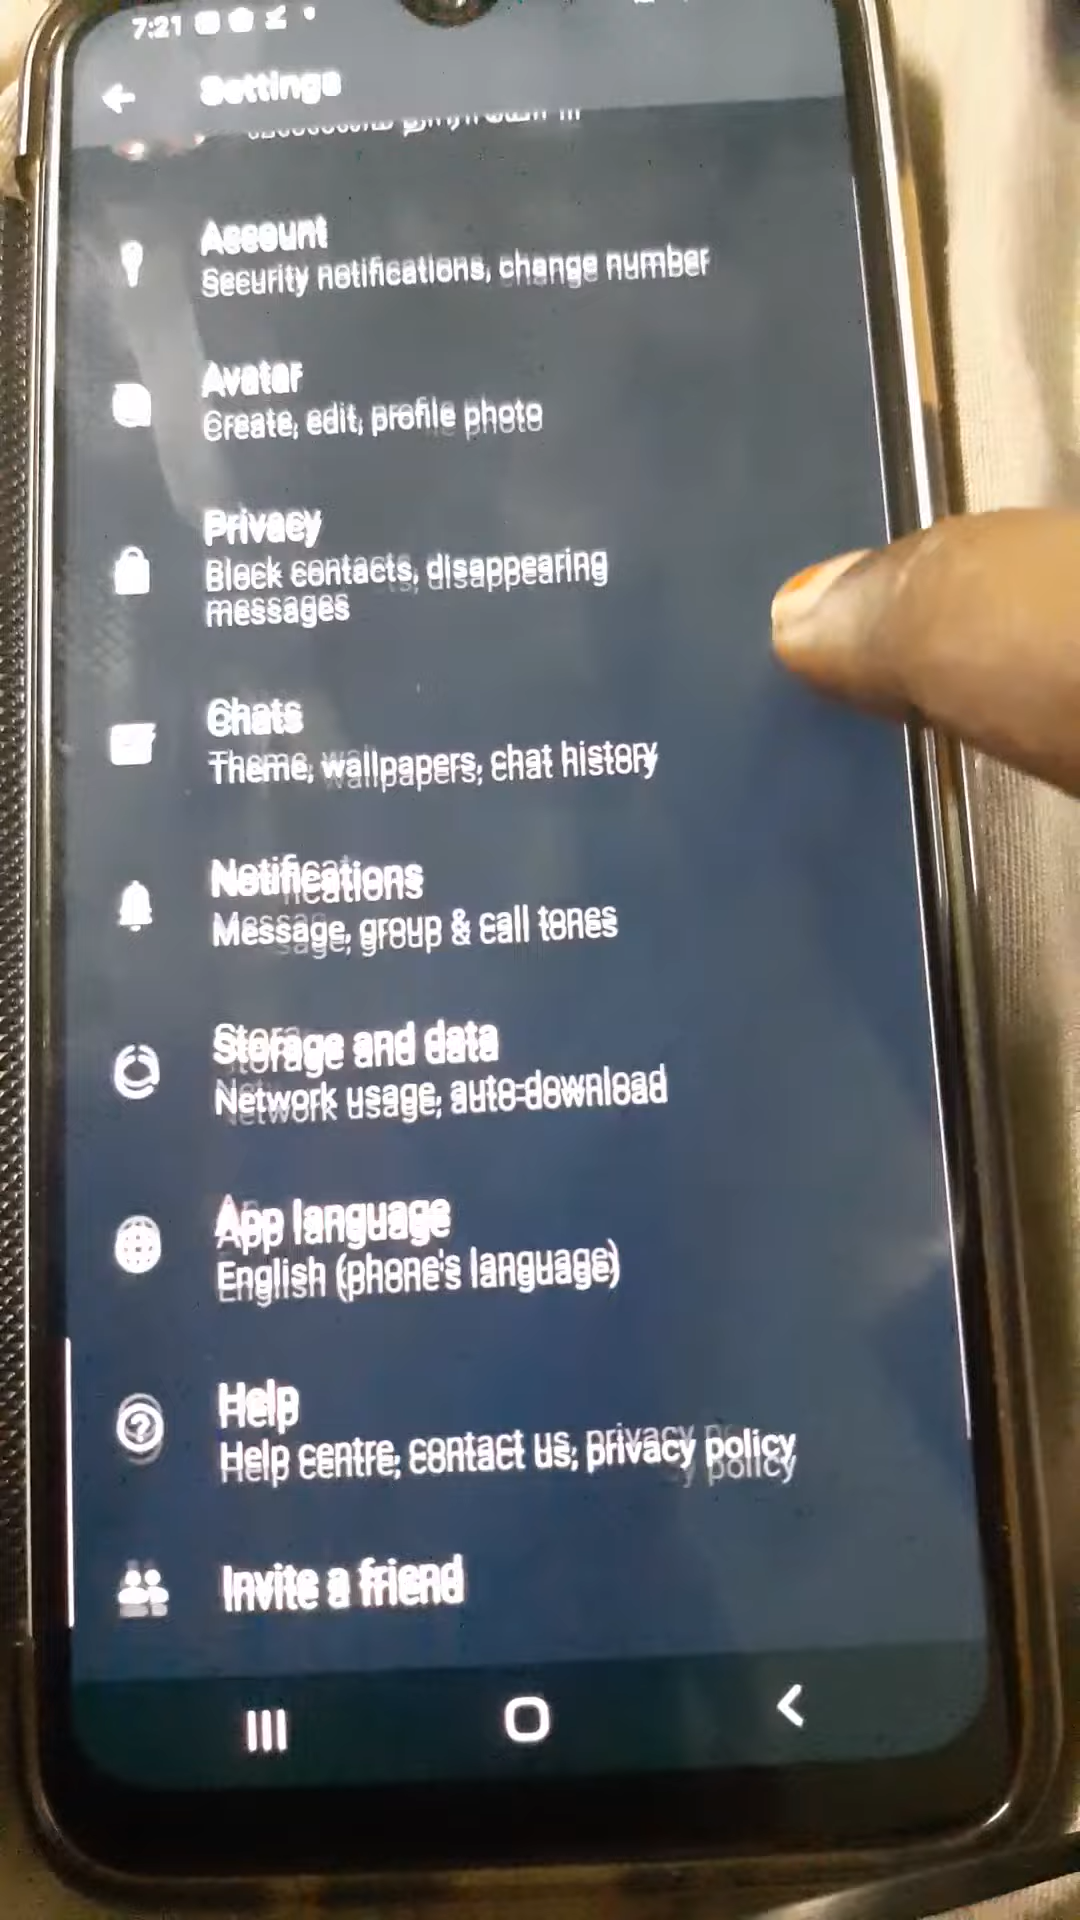 7:21
Settings
Account
Security notifications, change number
Avatar
Create, edit, profile photo
Privacy
Block contacts, disappearing
messages
Chats
Theme, wallpapers, chat history
Notifications
Message, group & call tones
Storage and data
Network usage, auto-download
App language
English (phone's language)
Help
Help centre, contact us, privacy policy
Invite a friend